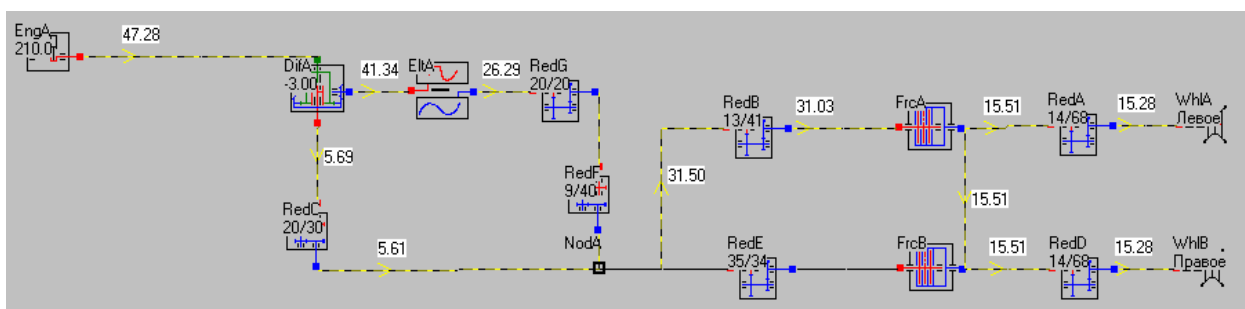 EngA
210.0
47.28
DifA
-3.00
41.34
EltA
26.29
RedG
20/20
5.69
RedC
20/30
5.61
RedF
9/40
NodA
31.50
RedB
13/41
31.03
FrcA
15.51
RedA
14/68
15.28
WhlA
Левое
15.51
RedE
35/34
FrcB
15.51
RedD
14/68
15.28
WhlB
Правое